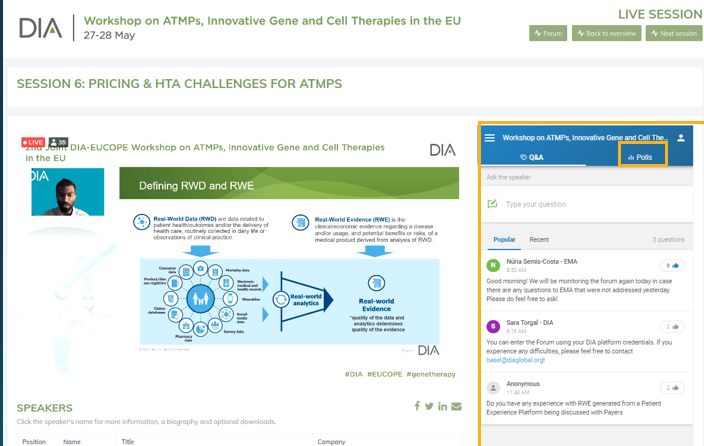 DIA
Workshop on ATMPs, Innovative Gene and Cell Therapies in the EU
27-28 May
LIVE SESSION
Forum
Back to overview
Next session
SESSION 6: PRICING & HTA CHALLENGES FOR ATMPS
LIVE
35
2nd Joint DIA-EUCOPE Workshop on ATMPs, Innovative Gene and Cell Therapies
in the EU
DIA
DIA
Defining RWD and RWE
Real-World Data (RWD) are data related to
patient health/outcomes and/or the delivery of
health care, routinely collected in daily life or
observations of clinical practice.
Real-World Evidence (RWE) is the
clinical/economic evidence regarding a disease
and/or usage, and potential benefits or risks, of a
medical product derived from analysis of RWD.
Consumer
data
Mortality data
Product/dise
ase registries
Electronic
medical and
health records
Claims
databases
Wearables
Social
media
data
Pharmacy
data
Survey data
Real-world
analytics
Real-world
Evidence
*quality of the data and
analytics determines
quality of the evidence
DIA
#DIA #EUCOPE #genetherapy
SPEAKERS
Click the speaker's name for more information, a biography and optional downloads.
Position
Name
Title
Company
Workshop on ATMPs, Innovative Gene and Cell The...
Q&A
Polls
Ask the speaker
Type your question
Popular
Recent
3 questions
N
Núria Semis-Costa - EMA
8:50 AM
6
Good morning! We will be monitoring the forum again today in case
there are any questions to EMA that were not addressed yesterday.
Please do feel free to ask!
S
Sara Torgal - DIA
9:18 AM
2
You can enter the Forum using your DIA platform credentials. If you
experience any difficulties, please feel free to contact
basel@diaglobal.org!
Anonymous
11:48 AM
2
Do you have any experience with RWE generated from a Patient
Experience Platform being discussed with Payers